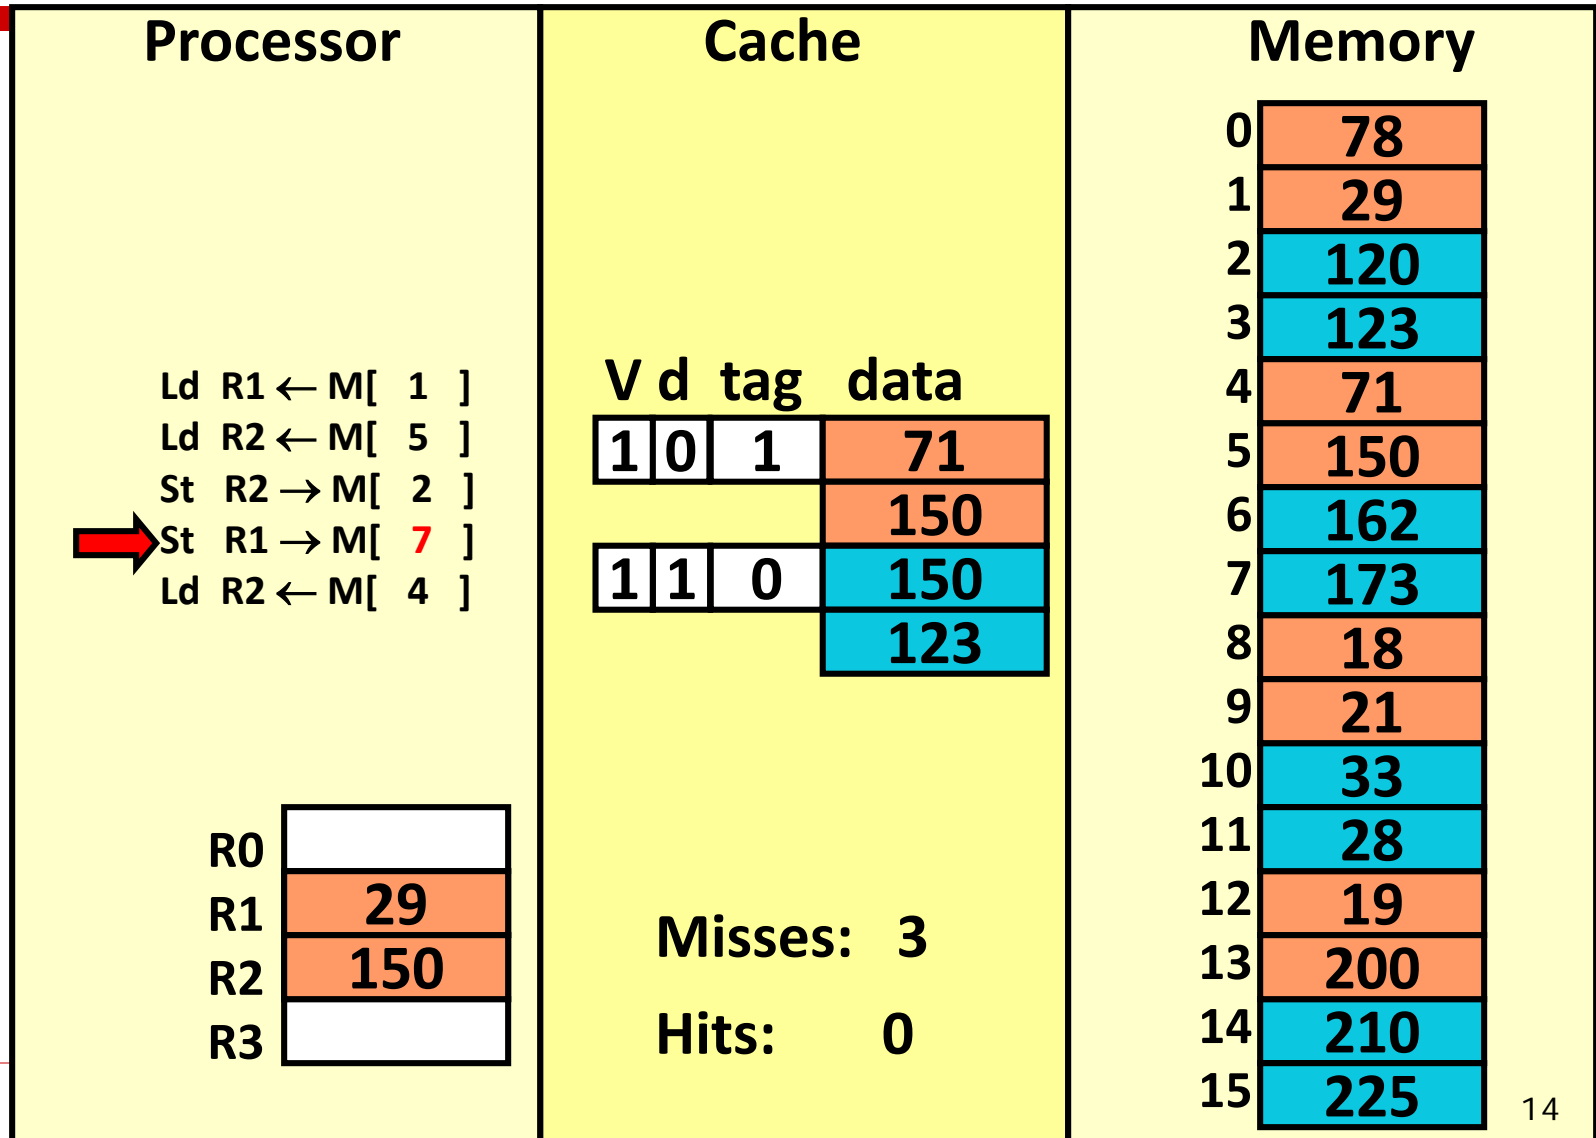 Processor
Ld R1 ← M[ 1 ]
Ld R2 ← M[ 5 ]
St R2 → M[ 2 ]
St R1 → M[ 7 ]
Ld R2 ← M[ 4 ]
R0
R1 29
R2 150
R3
Cache
V d tag data
1 0 1 71
150
1 1 0 150
123
Misses: 3
Hits: 0
Memory
0 78
1 29
2 120
3 123
4 71
5 150
6 162
7 173
8 18
9 21
10 33
11 28
12 19
13 200
14 210
15 225
14